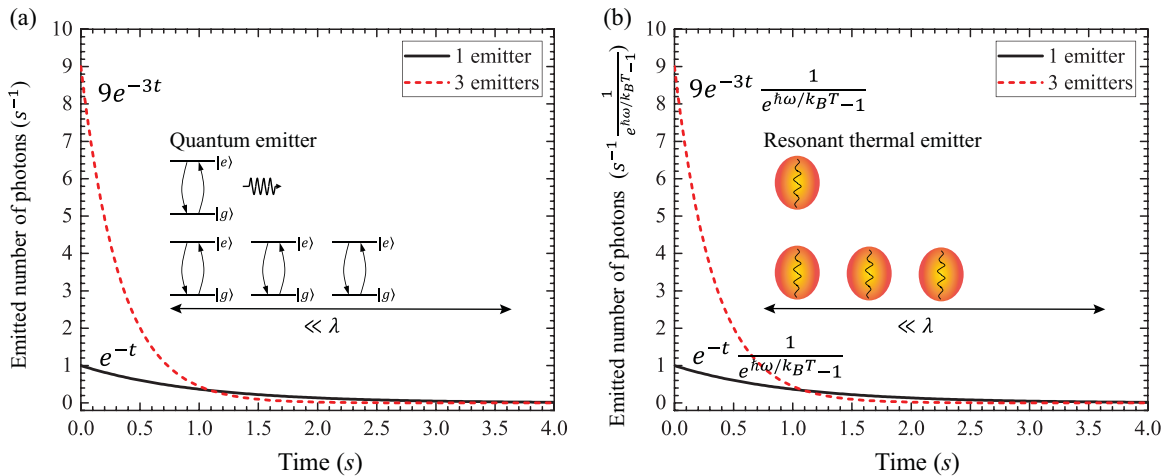 (a)
Emitted number of photons (s⁻¹)
10
9
8
7
6
5
4
3
2
1
0
1 emitter
3 emitters
9e^{-3t}
Quantum emitter
|e⟩
|g⟩
|e⟩
|e⟩
|e⟩
|g⟩
|g⟩
|g⟩
≪ λ
e^{-t}
0.0 0.5 1.0 1.5 2.0 2.5 3.0 3.5 4.0
Time (s)
(b)
Emitted number of photons (s⁻¹ 1/(e^{ℏω/k_BT}−1))
10
9
8
7
6
5
4
3
2
1
0
1 emitter
3 emitters
9e^{-3t} 1/(e^{ℏω/k_BT}−1)
Resonant thermal emitter
≪ λ
e^{-t} 1/(e^{ℏω/k_BT}−1)
0.0 0.5 1.0 1.5 2.0 2.5 3.0 3.5 4.0
Time (s)